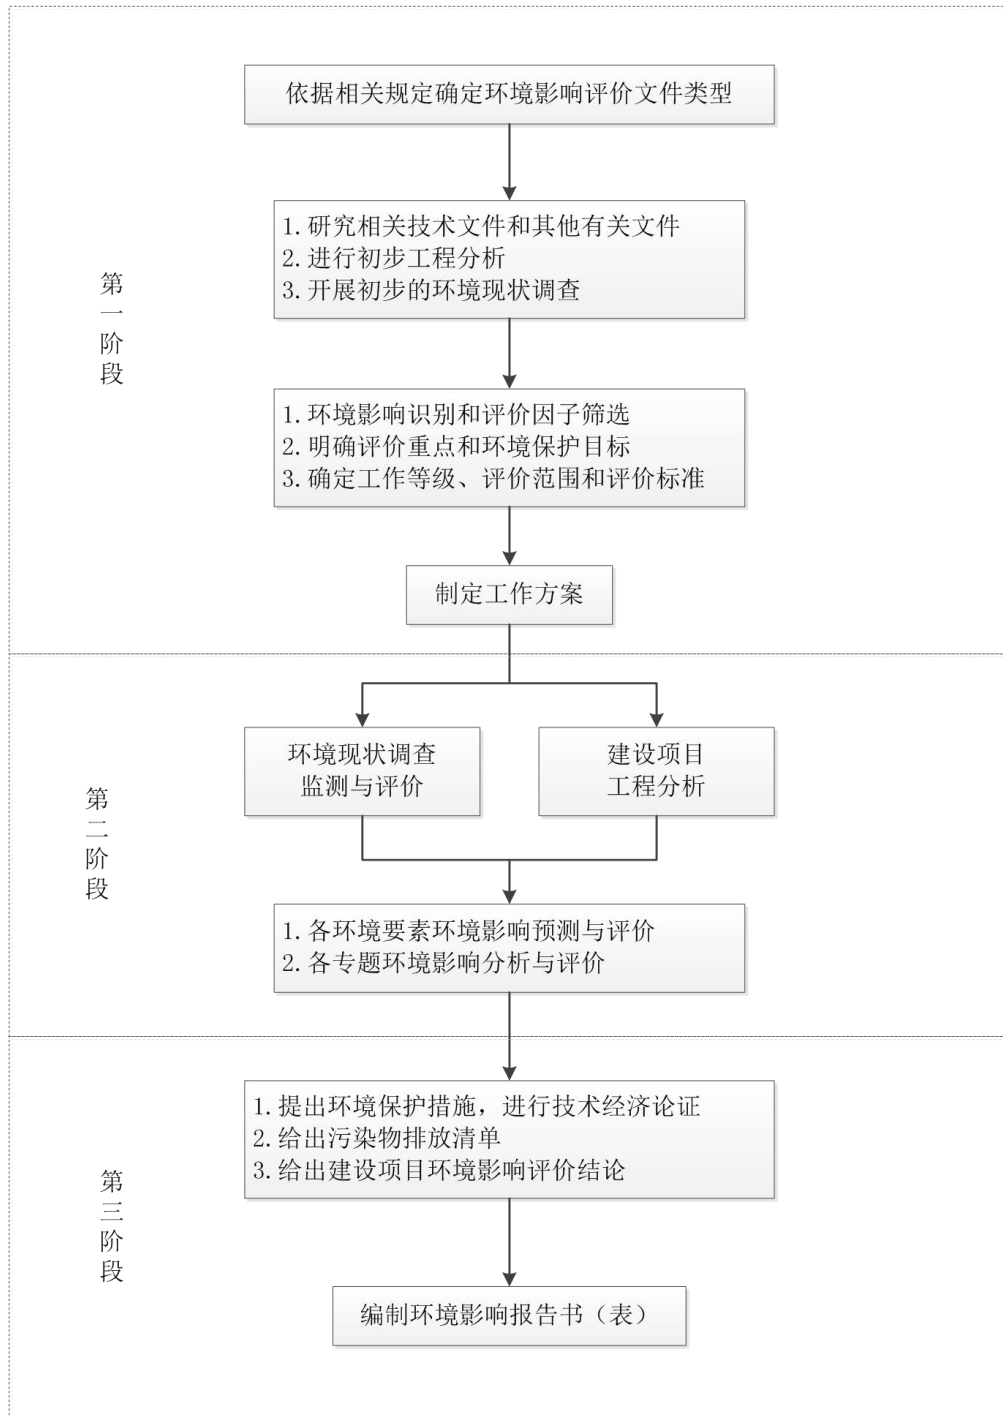 依据相关规定确定环境影响评价文件类型
1.研究相关技术文件和其他有关文件
2.进行初步工程分析
3.开展初步的环境现状调查
第一阶段
1.环境影响识别和评价因子筛选
2.明确评价重点和环境保护目标
3.确定工作等级、评价范围和评价标准
制定工作方案
环境现状调查
监测与评价
建设项目
工程分析
第二阶段
1.各环境要素环境影响预测与评价
2.各专题环境影响分析与评价
1.提出环境保护措施，进行技术经济论证
2.给出污染物排放清单
3.给出建设项目环境影响评价结论
第三阶段
编制环境影响报告书（表）